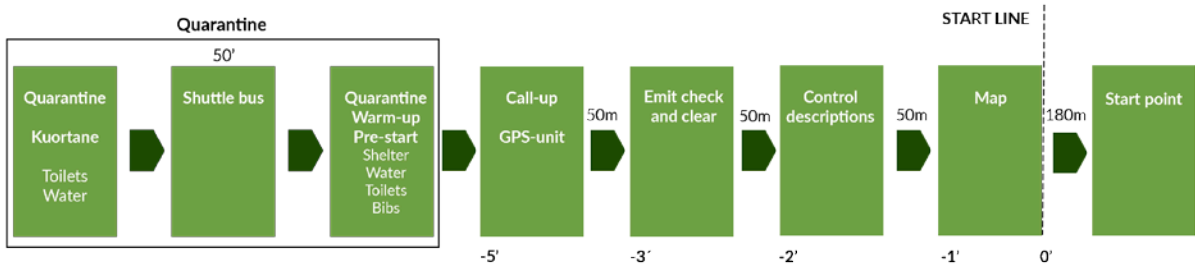 Quarantine
START LINE
50'
Quarantine
Kuortane
Toilets
Water
Shuttle bus
Quarantine
Warm-up
Pre-start
Shelter
Water
Toilets
Bibs
Call-up
GPS-unit
50m
Emit check
and clear
50m
Control
descriptions
50m
Map
180m
Start point
-5'
-3´
-2'
-1'
0'